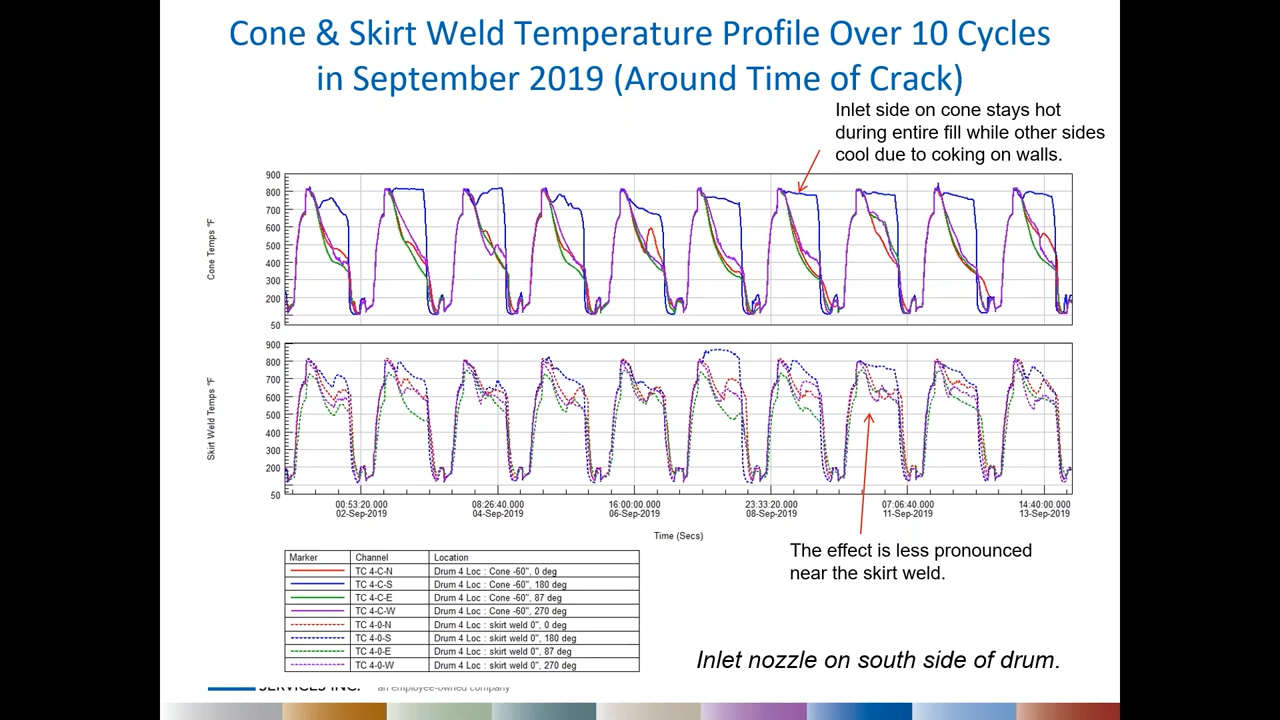 Cone & Skirt Weld Temperature Profile Over 10 Cycles
in September 2019 (Around Time of Crack)
Inlet side on cone stays hot
during entire fill while other sides
cool due to coking on walls.
900
800
700
600
500
400
300
200
50
Cone Temps °F
900
800
700
600
500
400
300
200
50
Skirt Weld Temps °F
00:53:20.000 08:26:40.000 16:00:00.000 23:33:20.000 07:06:40.000 14:40:00.000
02-Sep-2019 04-Sep-2019 06-Sep-2019 08-Sep-2019 11-Sep-2019 13-Sep-2019
Time (Secs)
The effect is less pronounced
near the skirt weld.
Marker Channel Location
TC 4-C-N Drum 4 Loc : Cone -60", 0 deg
TC 4-C-S Drum 4 Loc : Cone -60", 180 deg
TC 4-C-E Drum 4 Loc : Cone -60", 87 deg
TC 4-C-W Drum 4 Loc : Cone -60", 270 deg
TC 4-0-N Drum 4 Loc : skirt weld 0", 0 deg
TC 4-0-S Drum 4 Loc : skirt weld 0", 180 deg
TC 4-0-E Drum 4 Loc : skirt weld 0", 87 deg
TC 4-0-W Drum 4 Loc : skirt weld 0", 270 deg
Inlet nozzle on south side of drum.
SERVICES INC. an employee-owned company